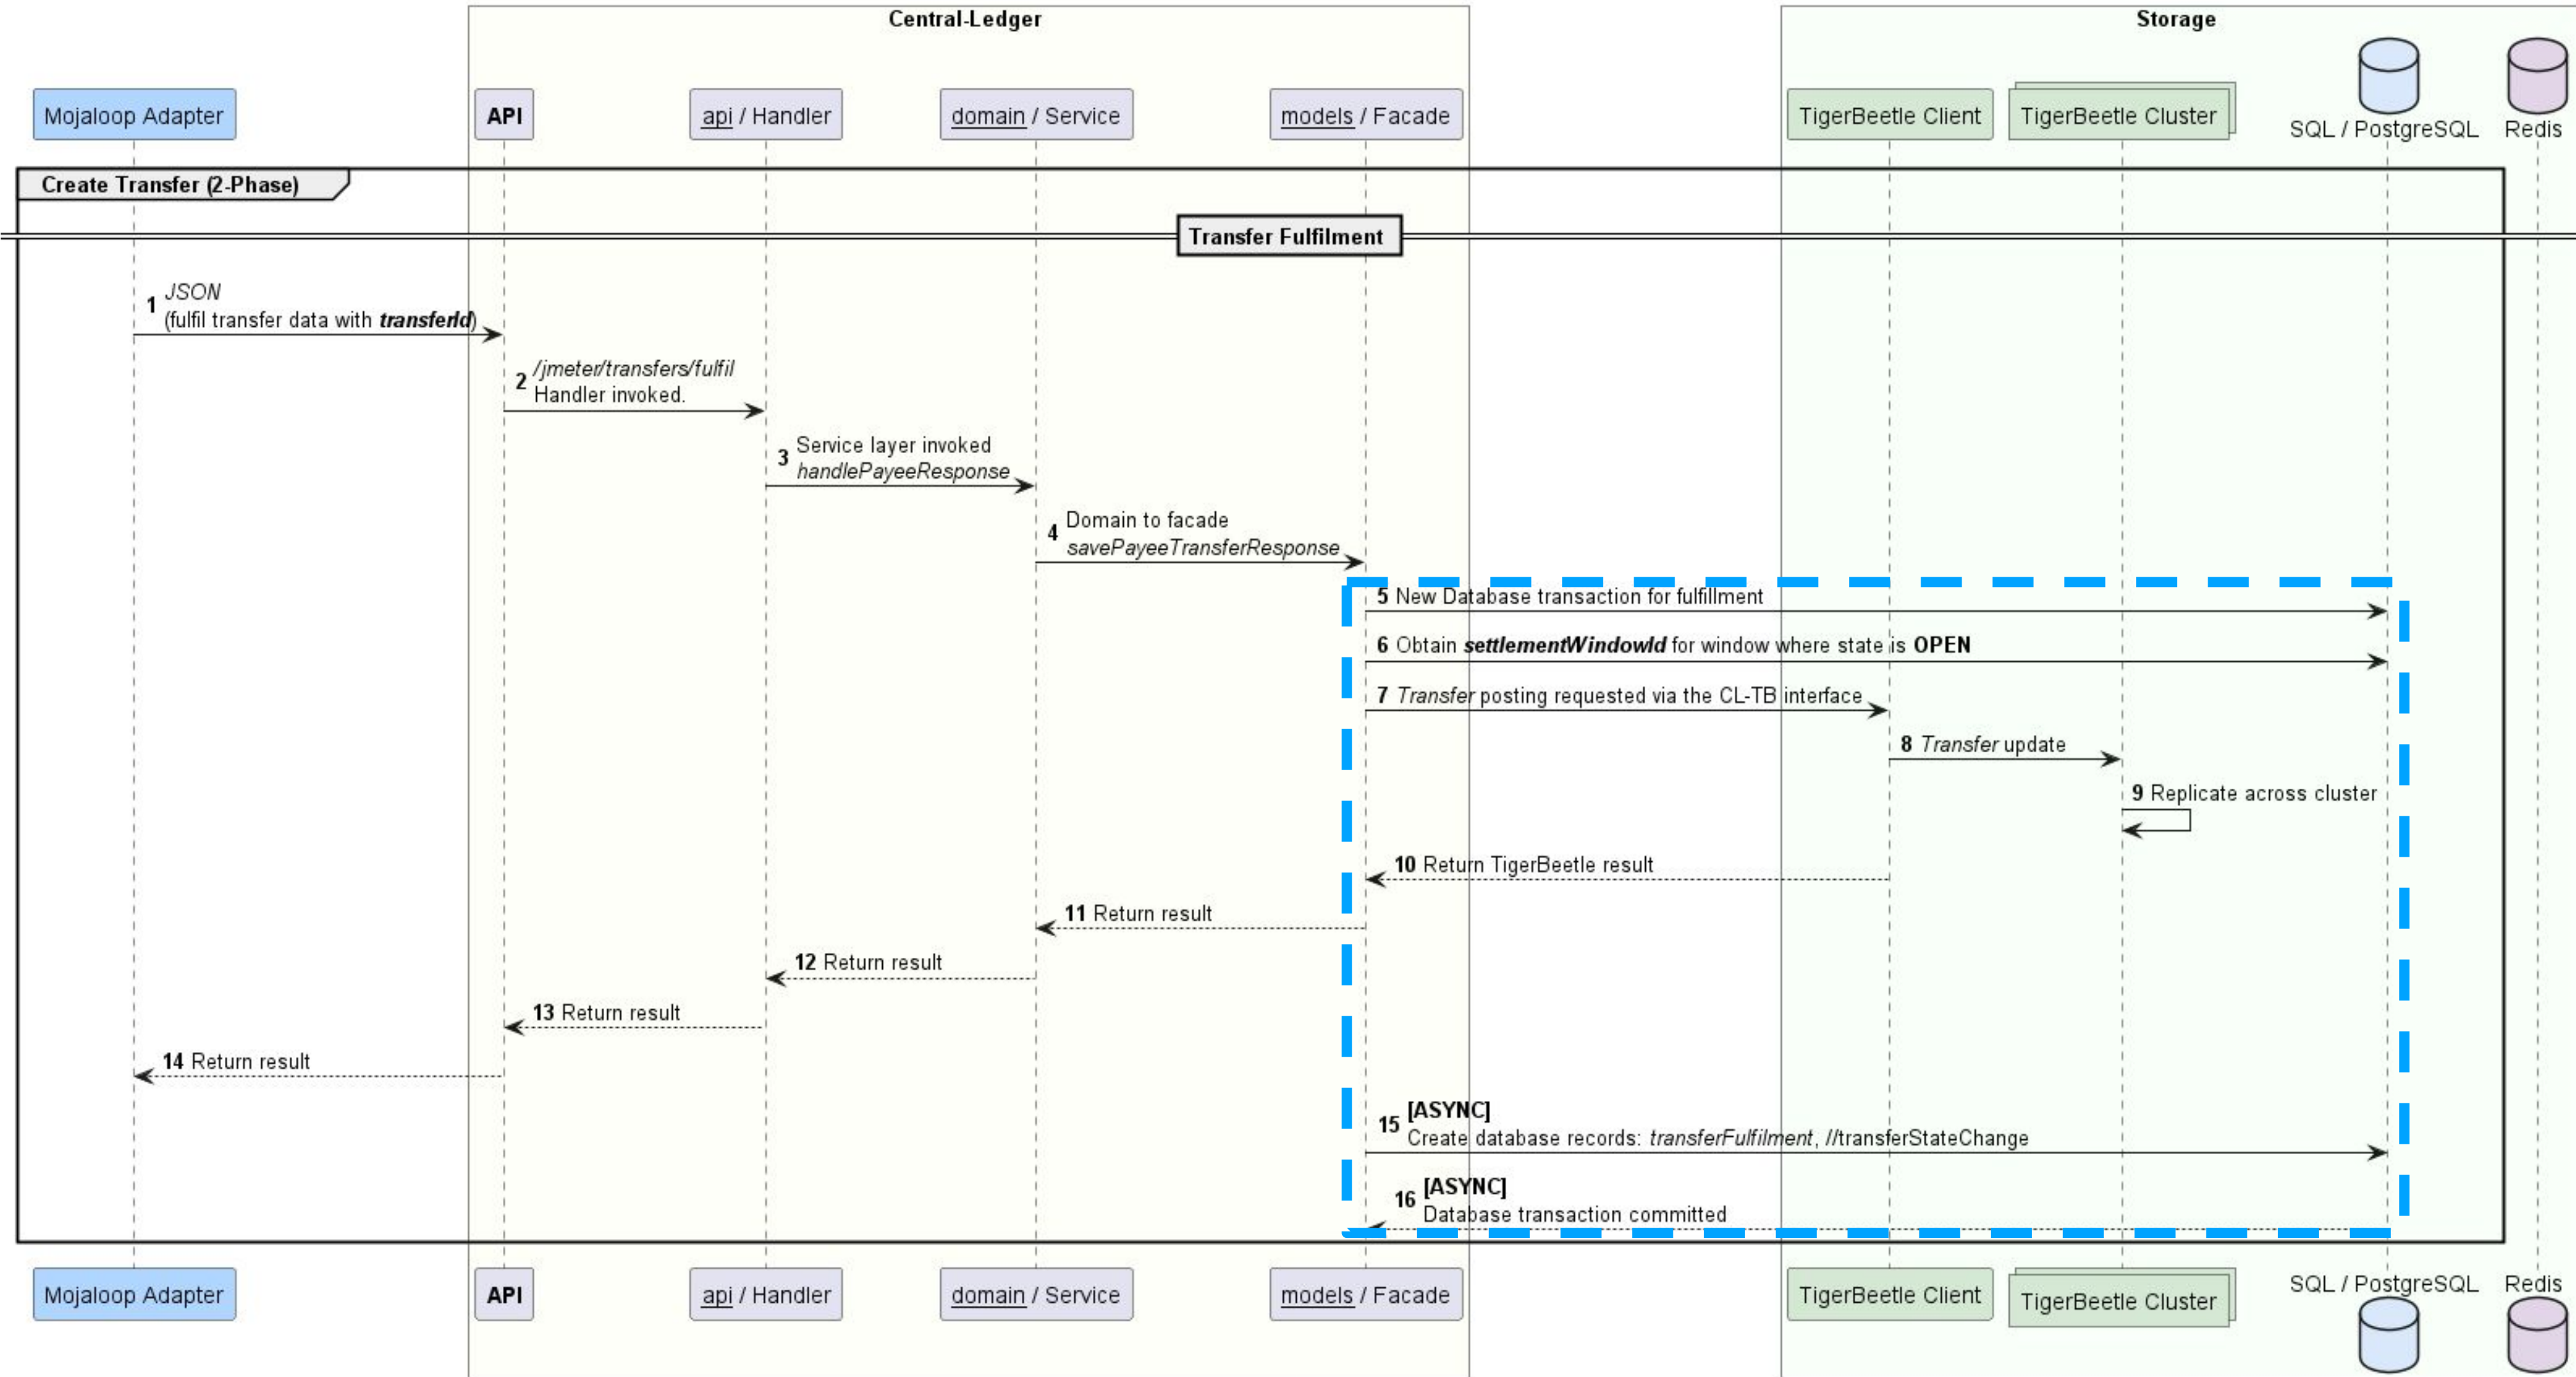 Central-Ledger
Storage
Mojaloop Adapter
API
api / Handler
domain / Service
models / Facade
TigerBeetle Client
TigerBeetle Cluster
SQL / PostgreSQL
Redis
Create Transfer (2-Phase)
Transfer Fulfilment
1 JSON
(fulfil transfer data with transferId)
2 /jmeter/transfers/fulfil
Handler invoked.
3 Service layer invoked
handlePayeeResponse
4 Domain to facade
savePayeeTransferResponse
5 New Database transaction for fulfillment
6 Obtain settlementWindowId for window where state is OPEN
7 Transfer posting requested via the CL-TB interface
8 Transfer update
9 Replicate across cluster
10 Return TigerBeetle result
11 Return result
12 Return result
13 Return result
14 Return result
15 [ASYNC]
Create database records: transferFulfilment, //transferStateChange
16 [ASYNC]
Database transaction committed
Mojaloop Adapter
API
api / Handler
domain / Service
models / Facade
TigerBeetle Client
TigerBeetle Cluster
SQL / PostgreSQL
Redis